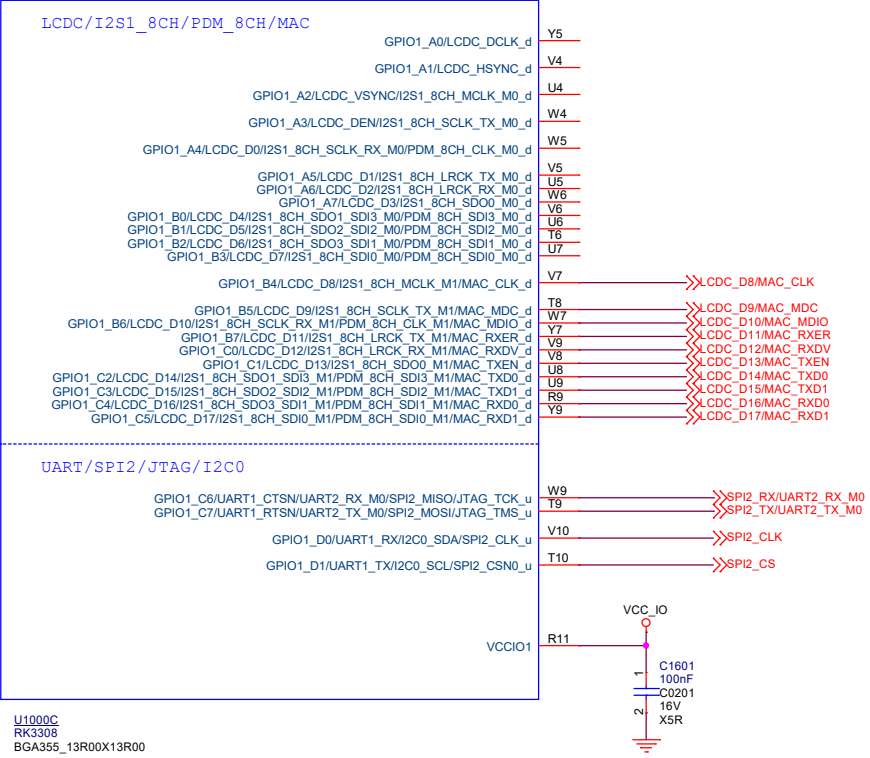 LCDC/I2S1_8CH/PDM_8CH/MAC
GPIO1_A0/LCDC_DCLK_d Y5
GPIO1_A1/LCDC_HSYNC_d V4
GPIO1_A2/LCDC_VSYNC/I2S1_8CH_MCLK_M0_d U4
GPIO1_A3/LCDC_DEN/I2S1_8CH_SCLK_TX_M0_d W4
GPIO1_A4/LCDC_D0/I2S1_8CH_SCLK_RX_M0/PDM_8CH_CLK_M0_d W5
GPIO1_A5/LCDC_D1/I2S1_8CH_LRCK_TX_M0_d V5
GPIO1_A6/LCDC_D2/I2S1_8CH_LRCK_RX_M0_d U5
GPIO1_A7/LCDC_D3/I2S1_8CH_SDO0_M0_d W6
GPIO1_B0/LCDC_D4/I2S1_8CH_SDO1_SDI3_M0/PDM_8CH_SDI3_M0_d V6
GPIO1_B1/LCDC_D5/I2S1_8CH_SDO2_SDI2_M0/PDM_8CH_SDI2_M0_d U6
GPIO1_B2/LCDC_D6/I2S1_8CH_SDO3_SDI1_M0/PDM_8CH_SDI1_M0_d T6
GPIO1_B3/LCDC_D7/I2S1_8CH_SDI0_M0/PDM_8CH_SDI0_M0_d U7
GPIO1_B4/LCDC_D8/I2S1_8CH_MCLK_M1/MAC_CLK_d V7 LCDC_D8/MAC_CLK
GPIO1_B5/LCDC_D9/I2S1_8CH_SCLK_TX_M1/MAC_MDC_d T8 LCDC_D9/MAC_MDC
GPIO1_B6/LCDC_D10/I2S1_8CH_SCLK_RX_M1/PDM_8CH_CLK_M1/MAC_MDIO_d W7 LCDC_D10/MAC_MDIO
GPIO1_B7/LCDC_D11/I2S1_8CH_LRCK_TX_M1/MAC_RXER_d Y7 LCDC_D11/MAC_RXER
GPIO1_C0/LCDC_D12/I2S1_8CH_LRCK_RX_M1/MAC_RXDV_d V9 LCDC_D12/MAC_RXDV
GPIO1_C1/LCDC_D13/I2S1_8CH_SDO0_M1/MAC_TXEN_d V8 LCDC_D13/MAC_TXEN
GPIO1_C2/LCDC_D14/I2S1_8CH_SDO1_SDI3_M1/PDM_8CH_SDI3_M1/MAC_TXD0_d U8 LCDC_D14/MAC_TXD0
GPIO1_C3/LCDC_D15/I2S1_8CH_SDO2_SDI2_M1/PDM_8CH_SDI2_M1/MAC_TXD1_d U9 LCDC_D15/MAC_TXD1
GPIO1_C4/LCDC_D16/I2S1_8CH_SDO3_SDI1_M1/PDM_8CH_SDI1_M1/MAC_RXD0_d R9 LCDC_D16/MAC_RXD0
GPIO1_C5/LCDC_D17/I2S1_8CH_SDI0_M1/PDM_8CH_SDI0_M1/MAC_RXD1_d Y9 LCDC_D17/MAC_RXD1
UART/SPI2/JTAG/I2C0
GPIO1_C6/UART1_CTSN/UART2_RX_M0/SPI2_MISO/JTAG_TCK_u W9 SPI2_RX/UART2_RX_M0
GPIO1_C7/UART1_RTSN/UART2_TX_M0/SPI2_MOSI/JTAG_TMS_u T9 SPI2_TX/UART2_TX_M0
GPIO1_D0/UART1_RX/I2C0_SDA/SPI2_CLK_u V10 SPI2_CLK
GPIO1_D1/UART1_TX/I2C0_SCL/SPI2_CSN0_u T10 SPI2_CS
VCC_IO
VCCIO1 R11
1
C1601
100nF
C0201
16V
X5R
2
U1000C
RK3308
BGA355_13R00X13R00